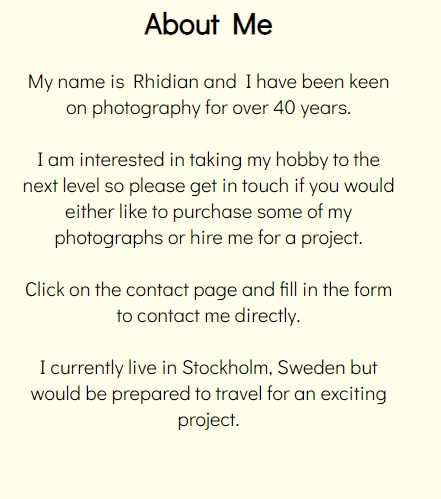 About Me
My name is Rhidian and I have been keen
on photography for over 40 years.
I am interested in taking my hobby to the
next level so please get in touch if you would
either like to purchase some of my
photographs or hire me for a project.
Click on the contact page and fill in the form
to contact me directly.
I currently live in Stockholm, Sweden but
would be prepared to travel for an exciting
project.